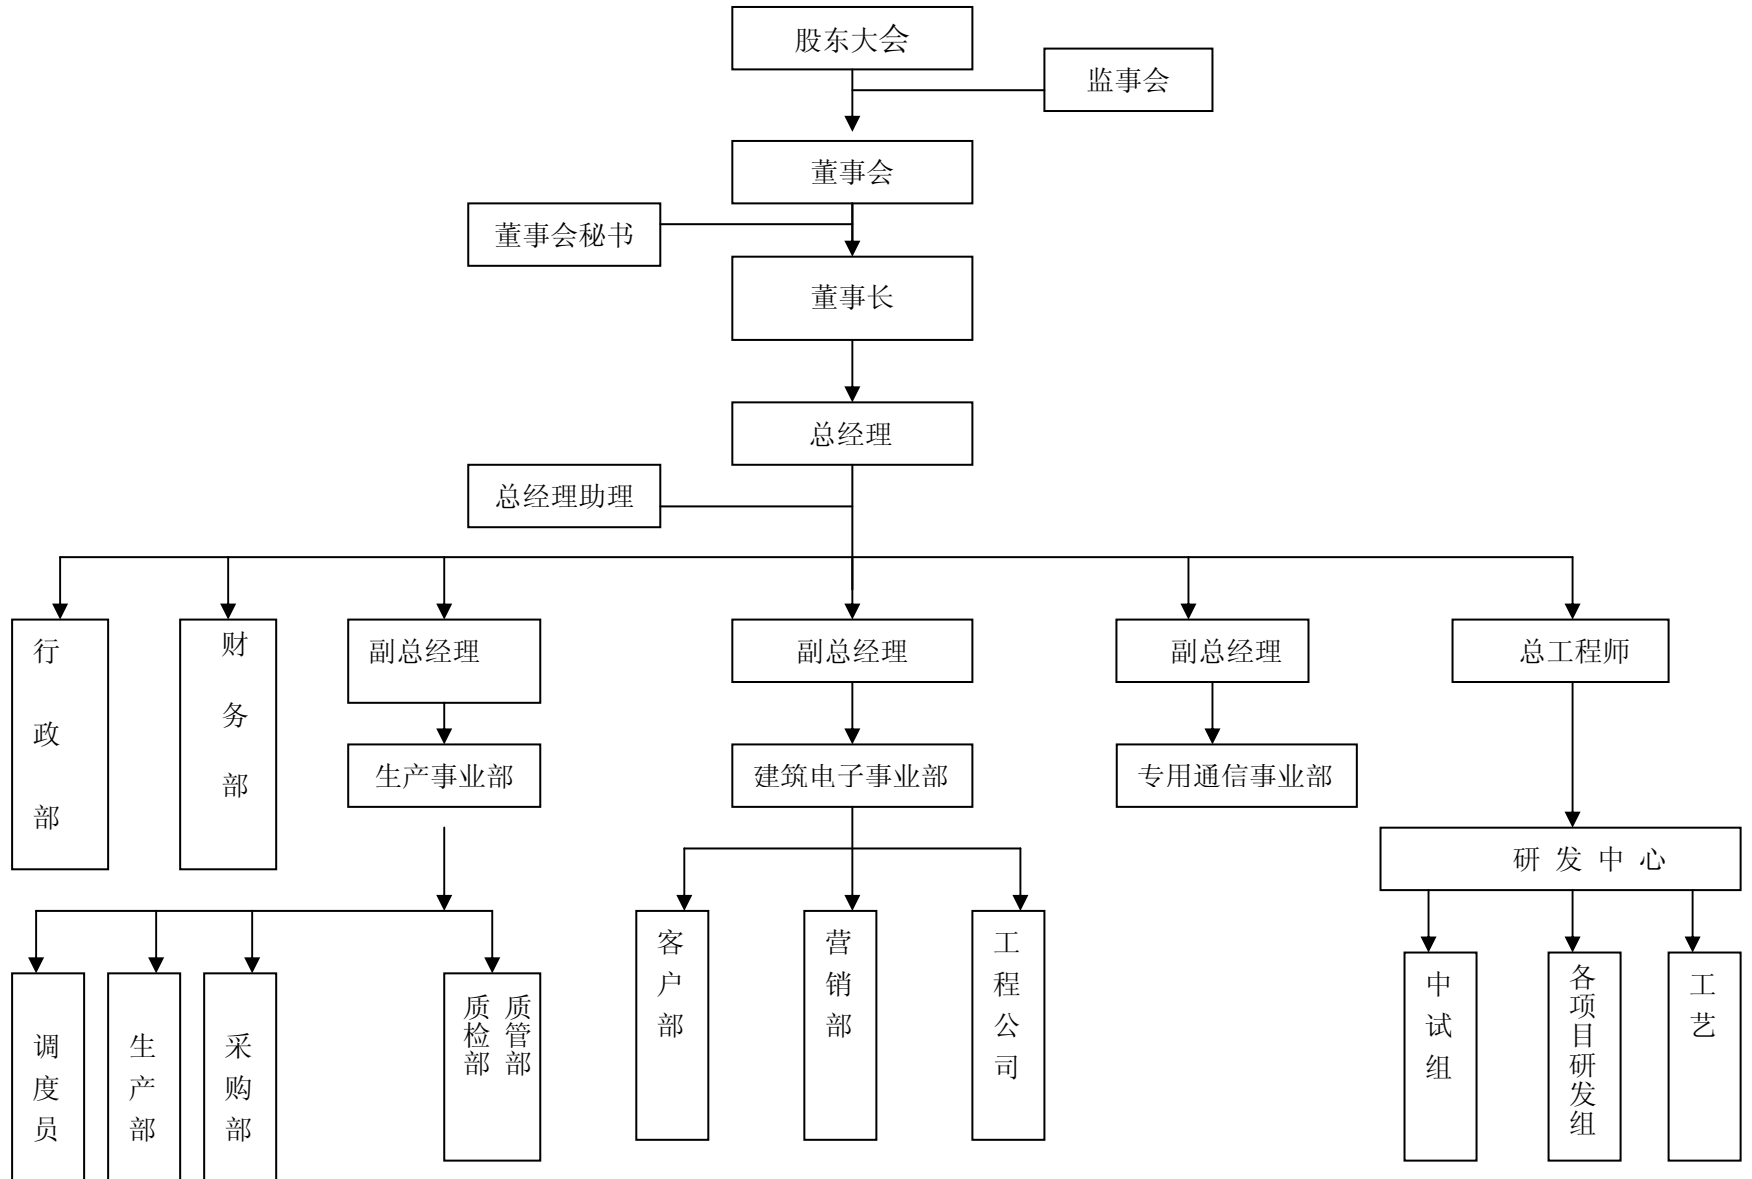 股东大会
监事会
董事会
董事会秘书
董事长
总经理
总经理助理
行政部
财务部
副总经理
副总经理
副总经理
总工程师
生产事业部
建筑电子事业部
专用通信事业部
研 发 中 心
客户部
营销部
工程公司
中试组
各项目研发组
工艺
调度员
生产部
采购部
质管部
质检部